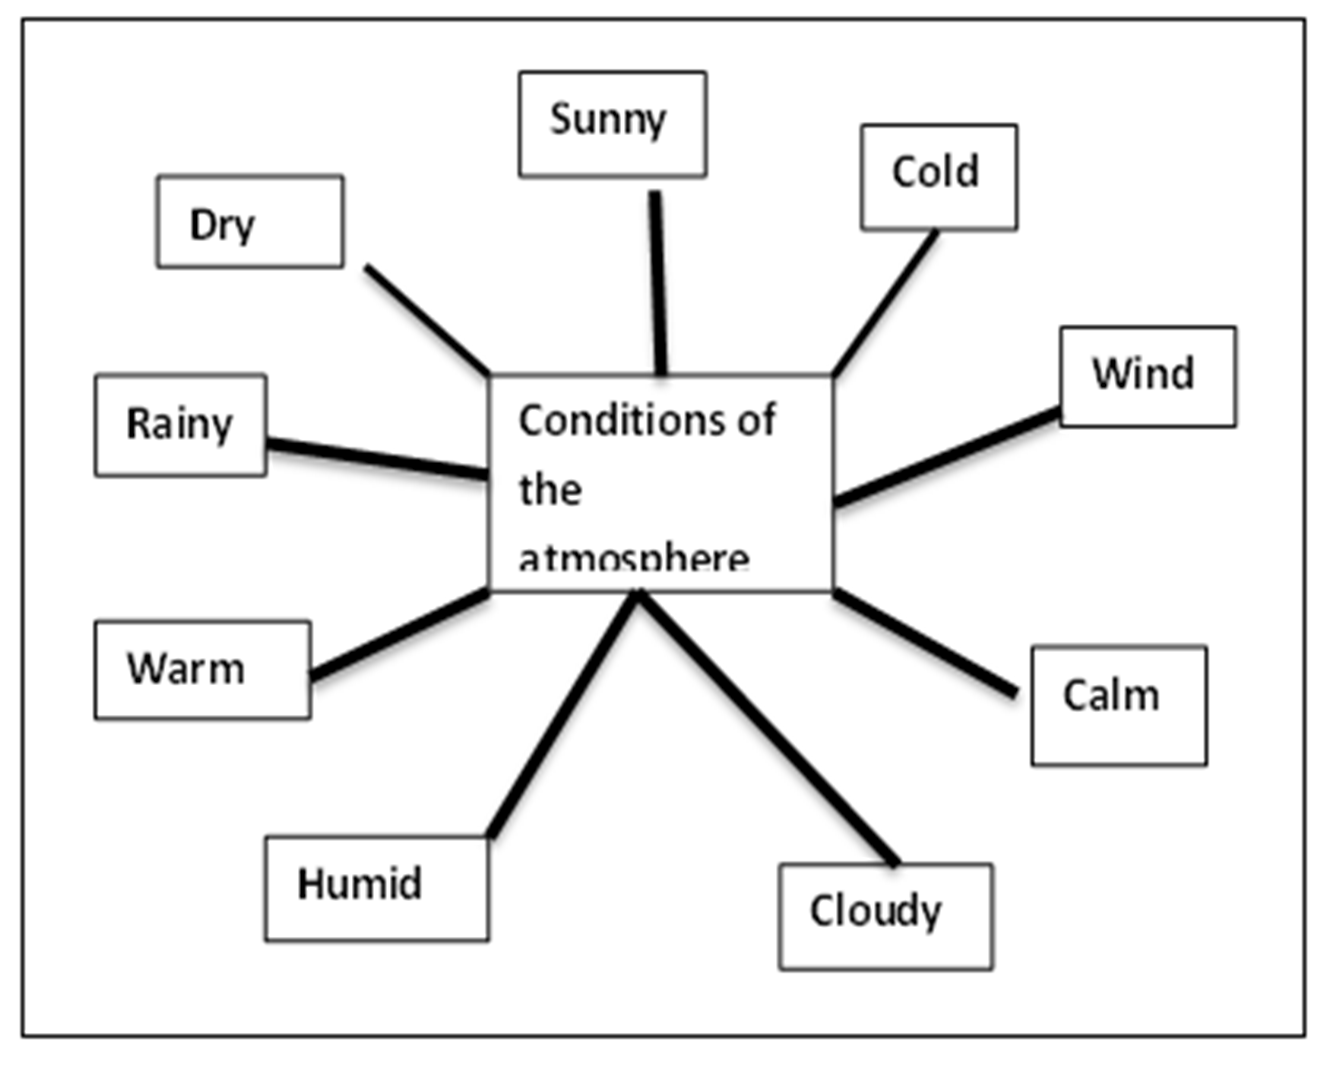 Sunny
Cold
Dry
Wind
Rainy
Conditions of
the
atmosphere
Warm
Calm
Humid
Cloudy